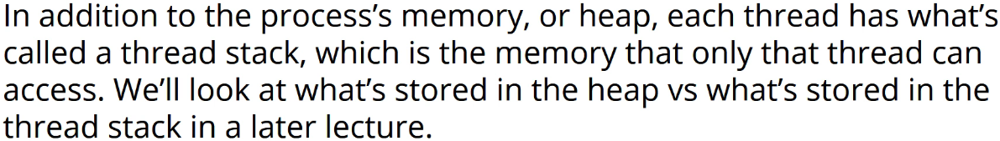 In addition to the process’s memory, or heap, each thread has what’s
called a thread stack, which is the memory that only that thread can
access. We’ll look at what’s stored in the heap vs what’s stored in the
thread stack in a later lecture.